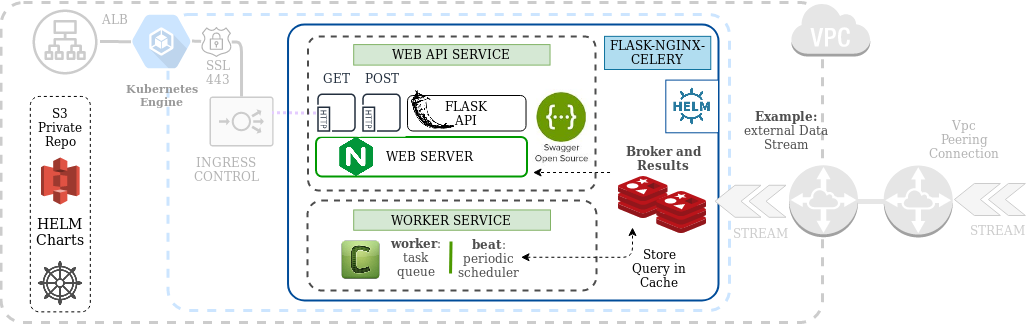 ALB
Kubernetes
Engine
SSL
443
INGRESS
CONTROL
S3
Private
Repo
HELM
Charts
WEB API SERVICE
GET
POST
HTTP
HTTP
FLASK
API
WEB SERVER
Swagger
Open Source
FLASK-NGINX-
CELERY
HELM
Broker and
Results
WORKER SERVICE
C
worker:
task
queue
beat:
periodic
scheduler
Store
Query in
Cache
VPC
Example:
external Data
Stream
STREAM
Vpc
Peering
Connection
STREAM